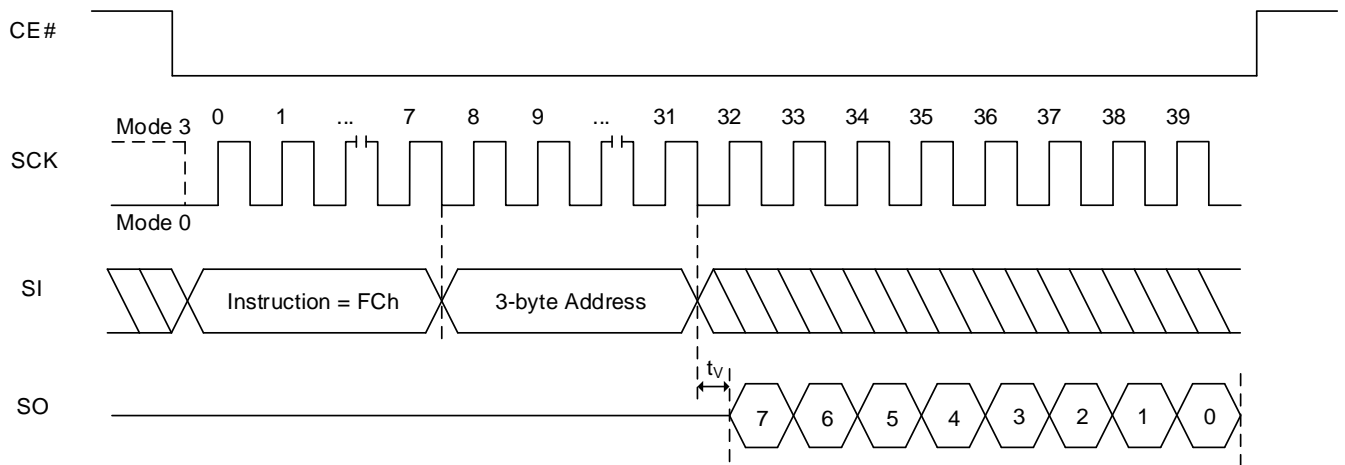 CE#
Mode 3 0 1 ... 7 8 9 ... 31 32 33 34 35 36 37 38 39
SCK
Mode 0
SI Instruction = FCh 3-byte Address
tV
SO 7 6 5 4 3 2 1 0